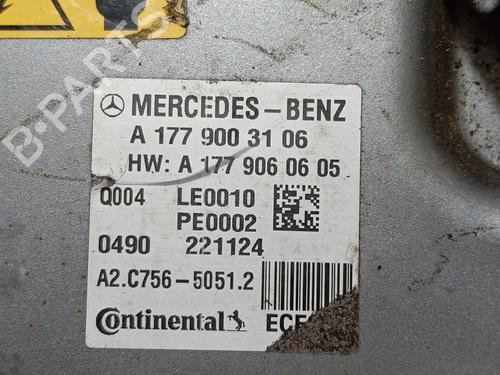 MERCEDES-BENZ
A 177 900 31 06
HW: A 177 906 06 05
Q004 LE0010
PE0002
0490 221124
A2.C756-5051.2
Continental
B-PARTS